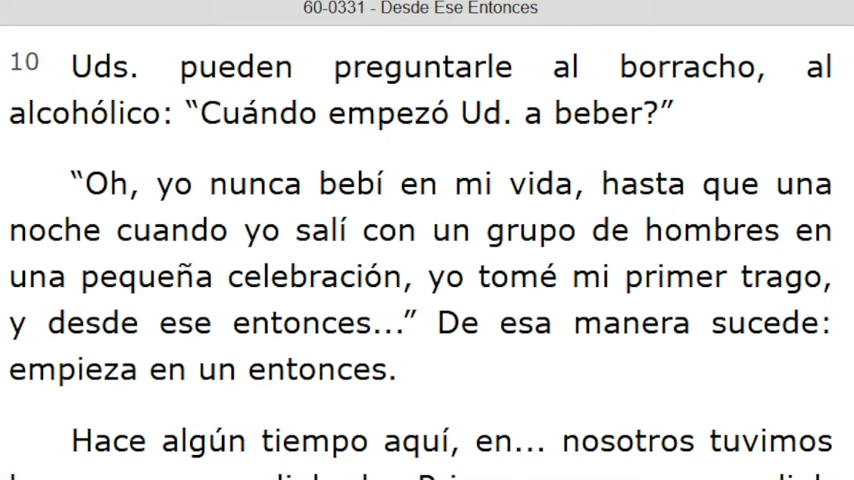 60-0331 - Desde Ese Entonces
10 Uds. pueden preguntarle al borracho, al
alcohólico: “Cuándo empezó Ud. a beber?”
“Oh, yo nunca bebí en mi vida, hasta que una
noche cuando yo salí con un grupo de hombres en
una pequeña celebración, yo tomé mi primer trago,
y desde ese entonces...” De esa manera sucede:
empieza en un entonces.
Hace algún tiempo aquí, en... nosotros tuvimos